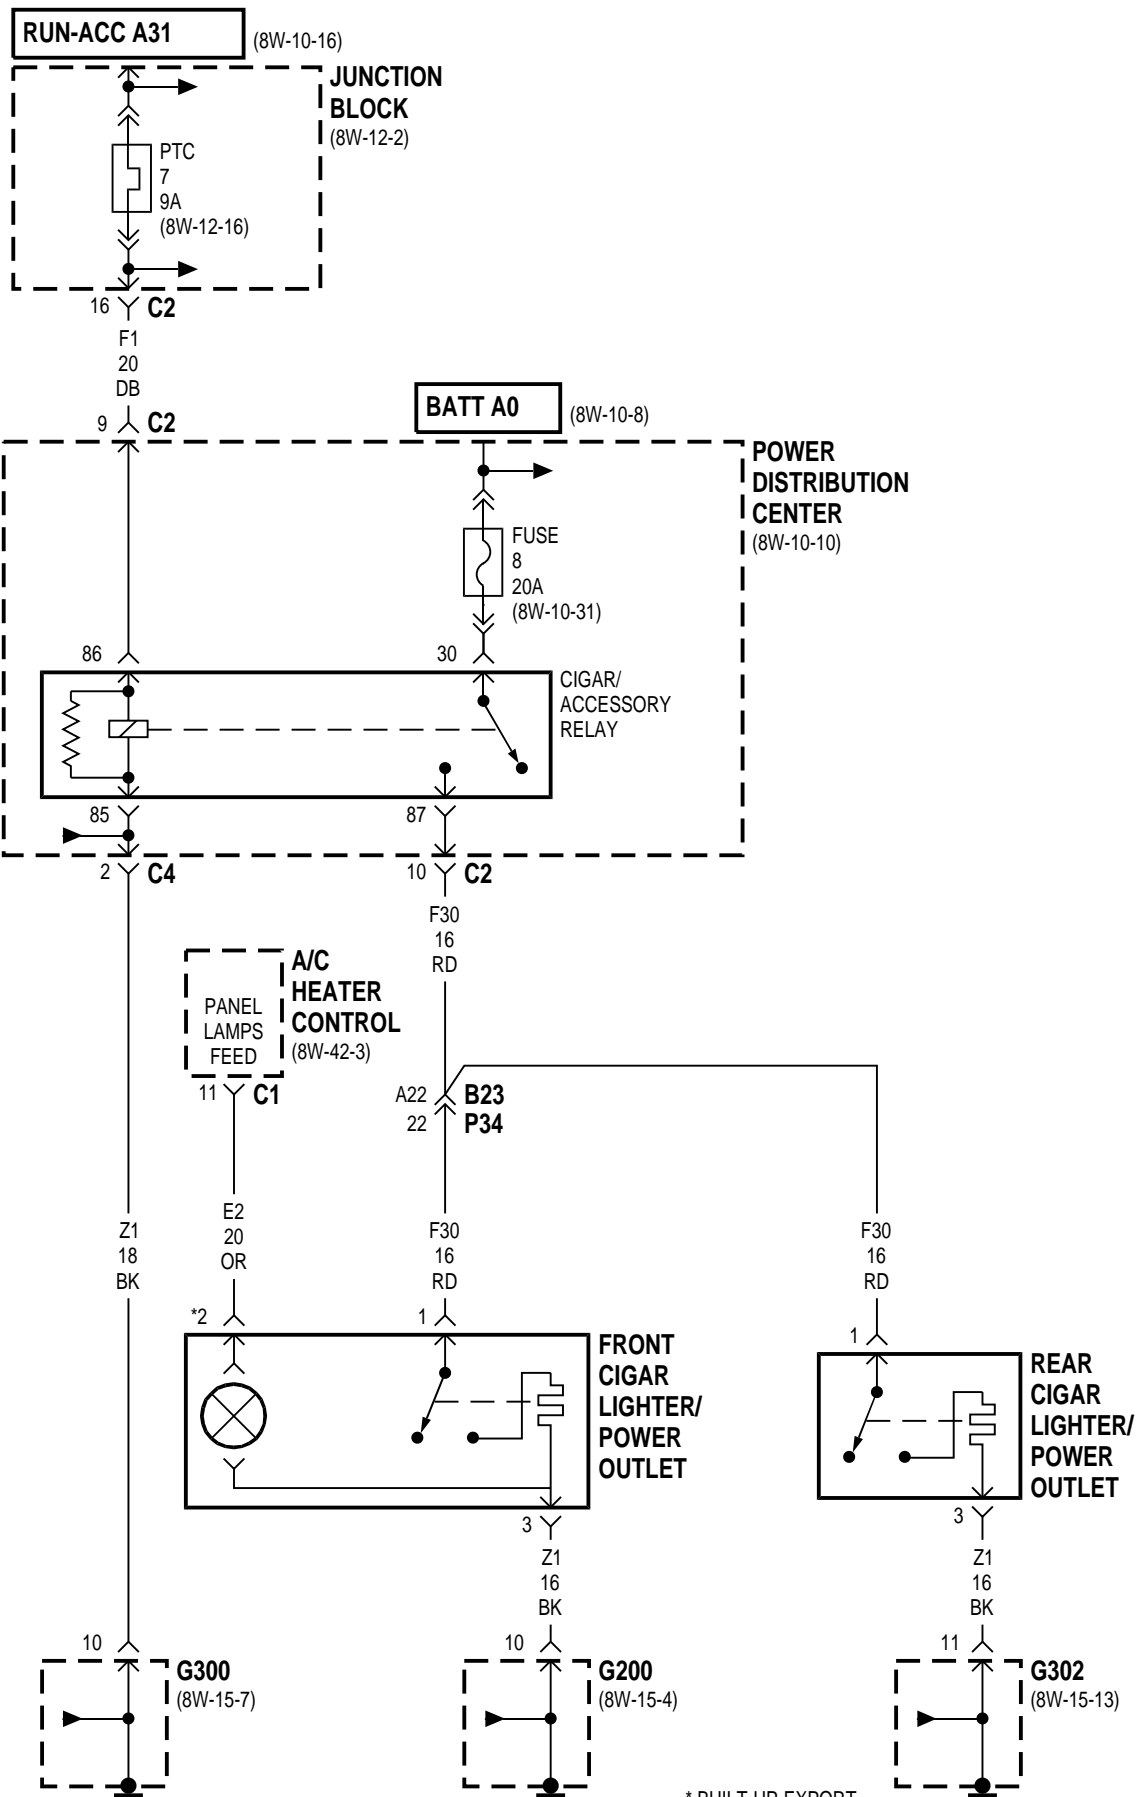 RUN-ACC A31
(8W-10-16)
JUNCTION
BLOCK
(8W-12-2)
PTC
7
9A
(8W-12-16)
16 C2
F1
20
DB
9 C2
BATT A0
(8W-10-8)
POWER
DISTRIBUTION
CENTER
(8W-10-10)
FUSE
8
20A
(8W-10-31)
86
30
CIGAR/
ACCESSORY
RELAY
85
87
2 C4
10 C2
F30
16
RD
A/C
HEATER
CONTROL
(8W-42-3)
PANEL
LAMPS
FEED
11 C1
A22 B23
22 P34
Z1
18
BK
E2
20
OR
F30
16
RD
F30
16
RD
*2
1
1
FRONT
CIGAR
LIGHTER/
POWER
OUTLET
REAR
CIGAR
LIGHTER/
POWER
OUTLET
3
Z1
16
BK
3
Z1
16
BK
10
G300
(8W-15-7)
10
G200
(8W-15-4)
11
G302
(8W-15-13)
* BUILT-UP EXPORT